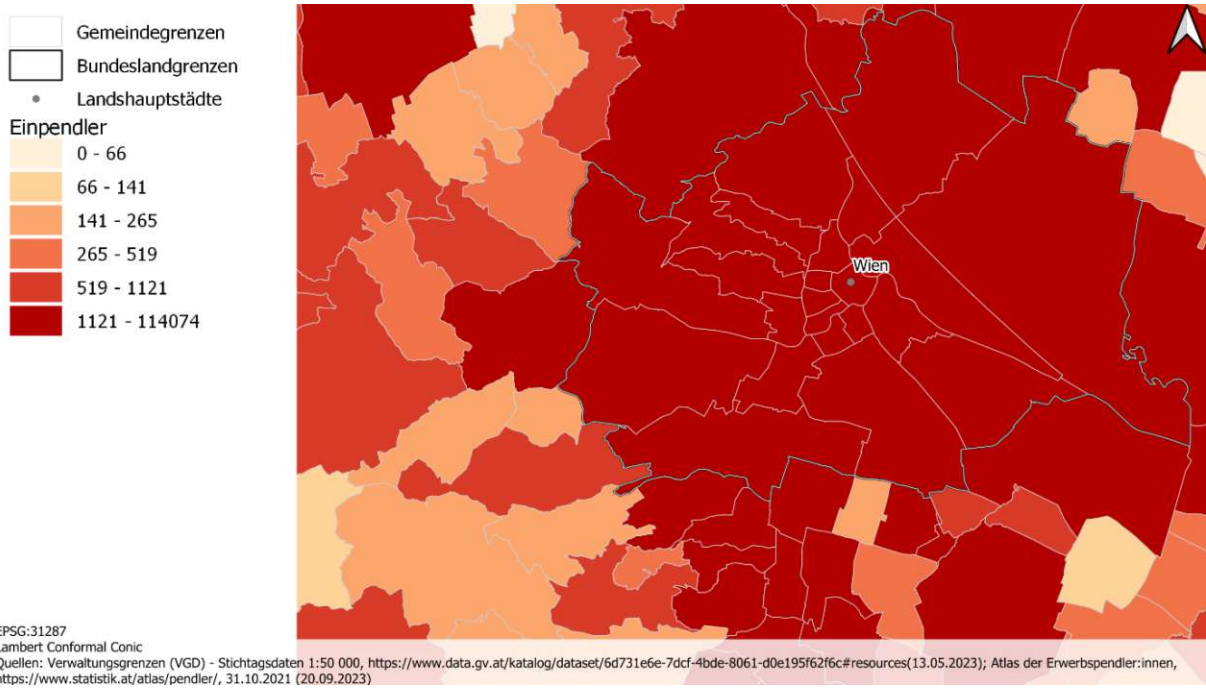 Gemeindegrenzen
Bundeslandgrenzen
Landshauptstädte
Einpendler
0 - 66
66 - 141
141 - 265
265 - 519
519 - 1121
1121 - 114074
Wien
EPSG:31287
Lambert Conformal Conic
Quellen: Verwaltungsgrenzen (VGD) - Stichtagsdaten 1:50 000, https://www.data.gv.at/katalog/dataset/6d731e6e-7dcf-4bde-8061-d0e195f62f6c#resources(13.05.2023); Atlas der Erwerbspendler:innen,
https://www.statistik.at/atlas/pendler/, 31.10.2021 (20.09.2023)